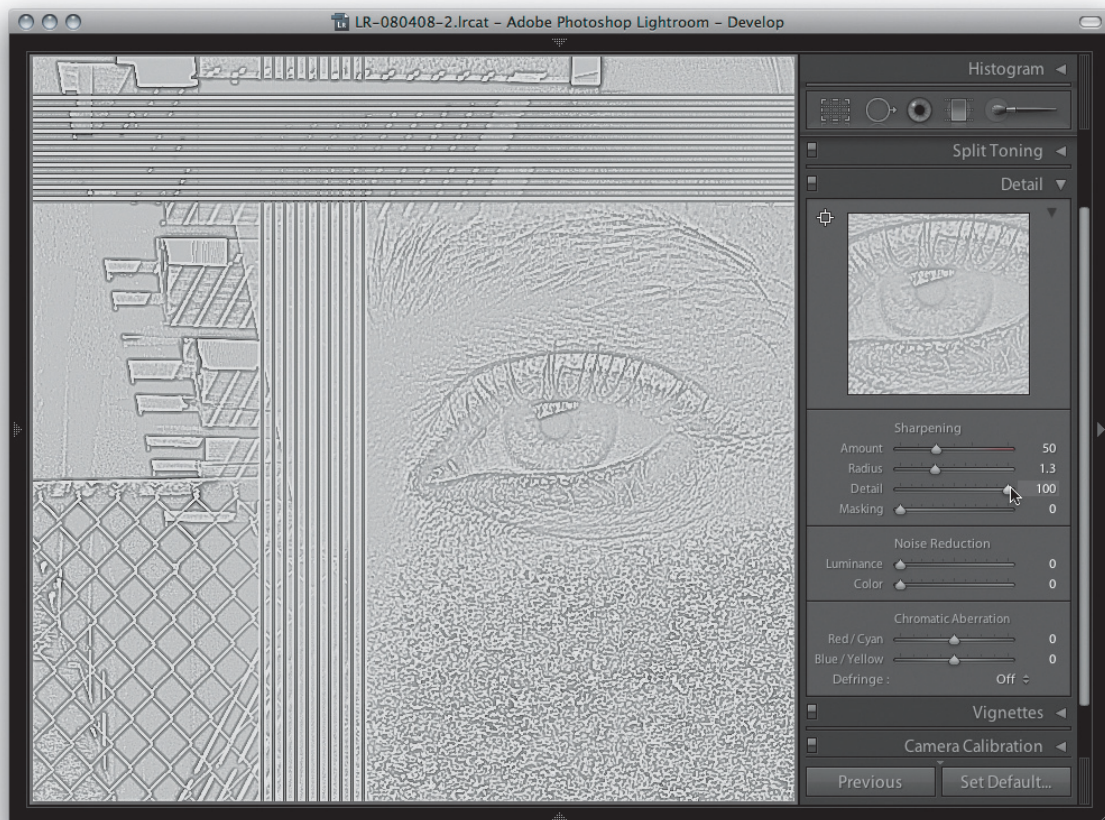 LR-080408-2.lrcat – Adobe Photoshop Lightroom – Develop
Histogram
Split Toning
Detail
Sharpening
Amount 50
Radius 1.3
Detail 100
Masking 0
Noise Reduction
Luminance 0
Color 0
Chromatic Aberration
Red / Cyan 0
Blue / Yellow 0
Defringe : Off
Vignettes
Camera Calibration
Previous Set Default...